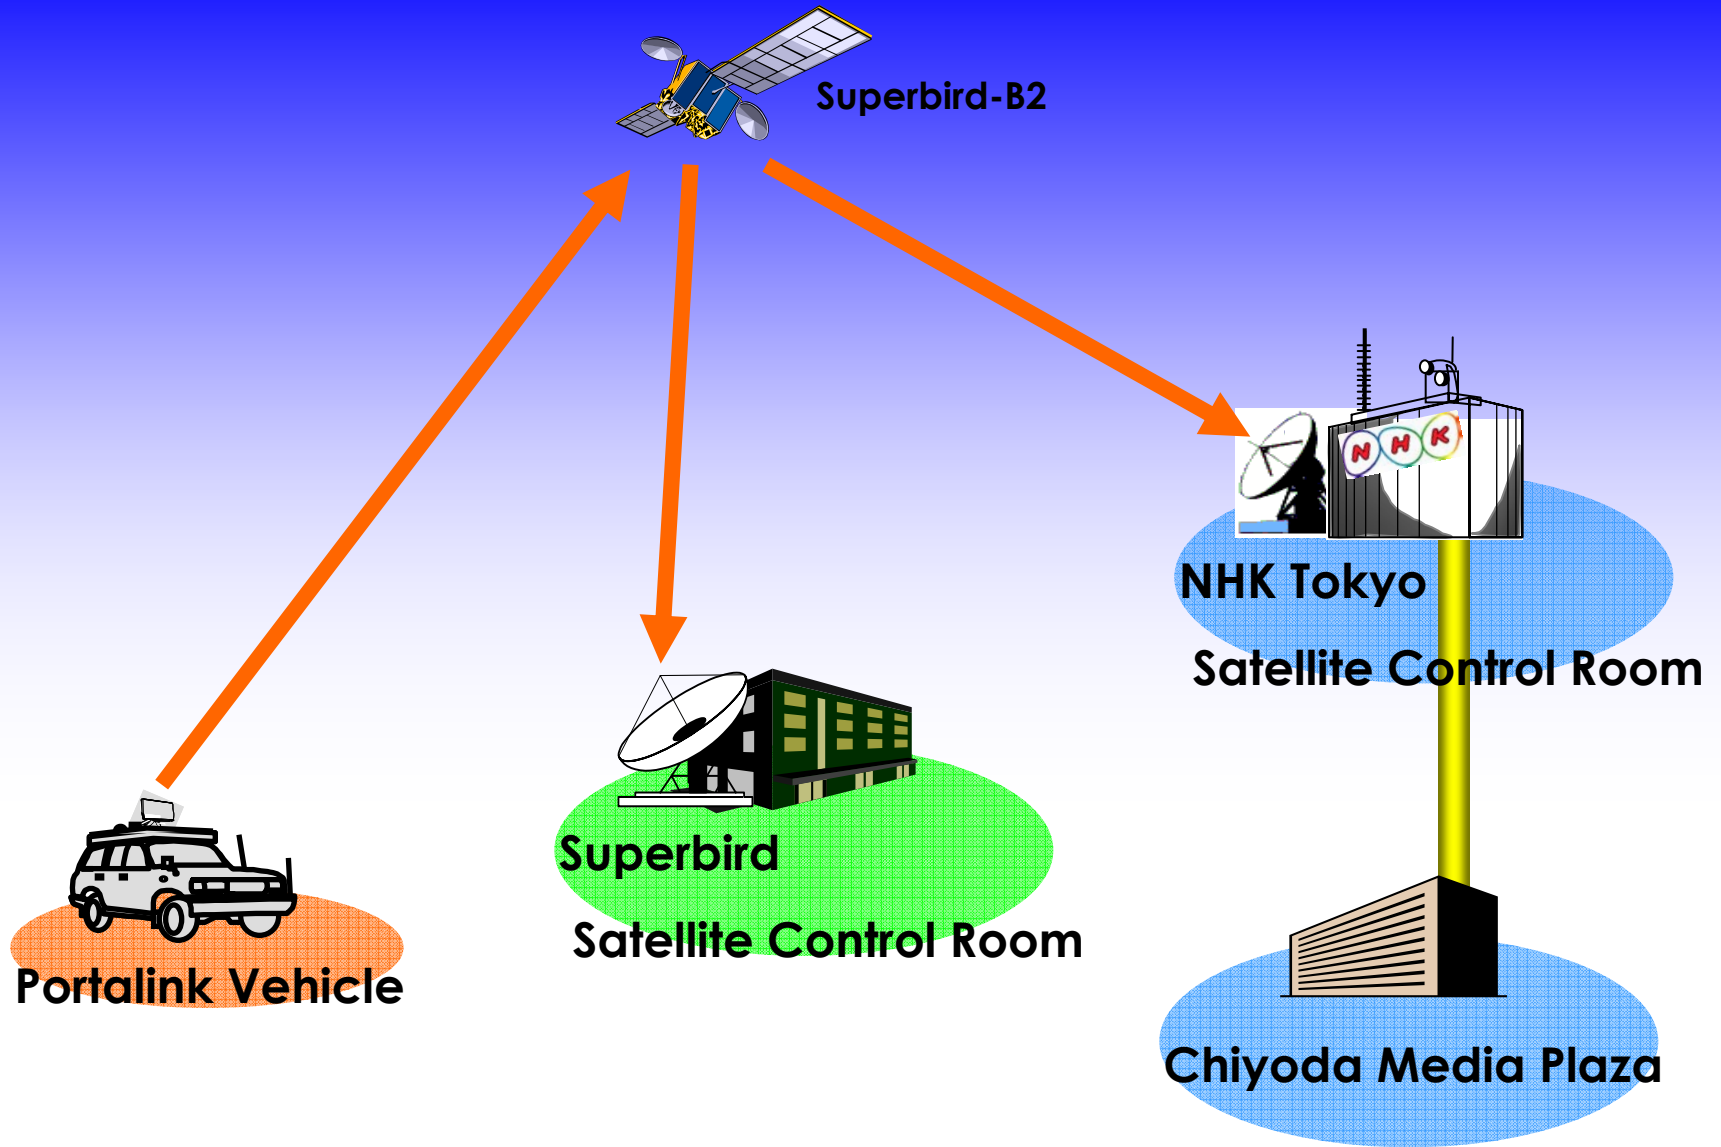 Superbird-B2
NHK
NHK Tokyo
Satellite Control Room
Superbird
Satellite Control Room
Portalink Vehicle
Chiyoda Media Plaza